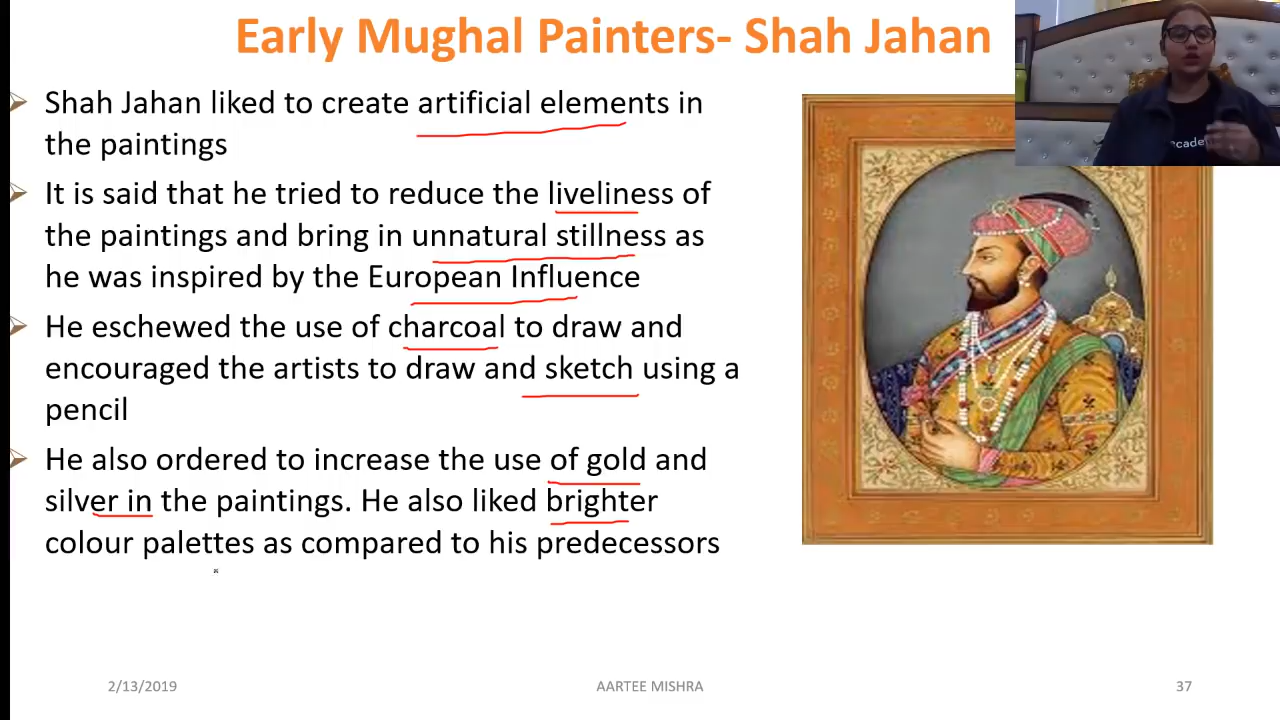 Early Mughal Painters- Shah Jahan
Shah Jahan liked to create artificial elements in
the paintings
It is said that he tried to reduce the liveliness of
the paintings and bring in unnatural stillness as
he was inspired by the European Influence
He eschewed the use of charcoal to draw and
encouraged the artists to draw and sketch using a
pencil
He also ordered to increase the use of gold and
silver in the paintings. He also liked brighter
colour palettes as compared to his predecessors
2/13/2019
AARTEE MISHRA
37